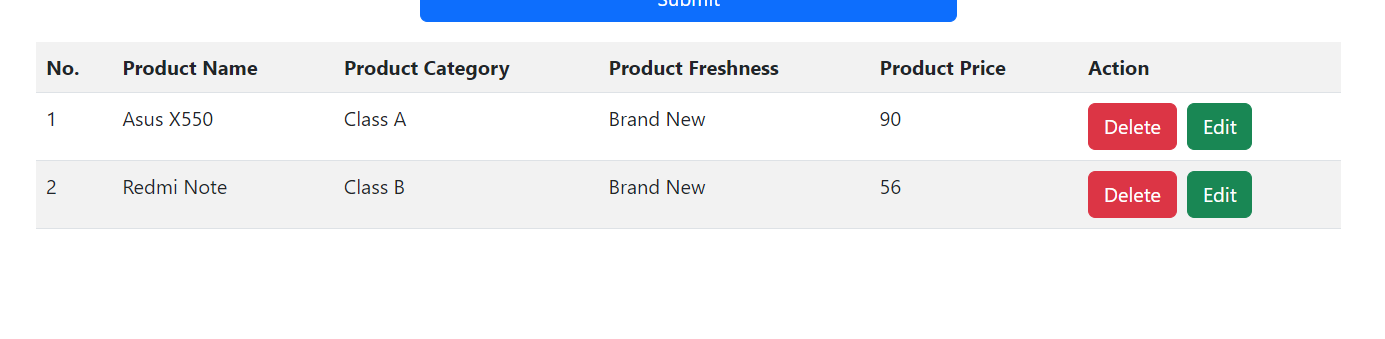 Submit
No. Product Name Product Category Product Freshness Product Price Action
1 Asus X550 Class A Brand New 90 Delete Edit
2 Redmi Note Class B Brand New 56 Delete Edit